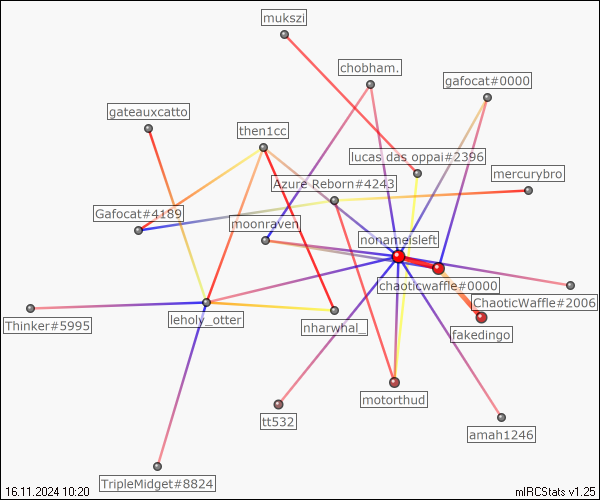 mukszi
chobham.
gafocat#0000
gateauxcatto
then1cc
lucas das oppai#2396
mercurybro
Azure Reborn#4243
Gafocat#4189
moonraven
nonameisleft
chaoticwaffle#0000
ChaoticWaffle#2006
Thinker#5995
leholy_otter
nharwhal_
fakedingo
motorthud
tt532
amah1246
TripleMidget#8824
16.11.2024 10:20
mIRCStats v1.25